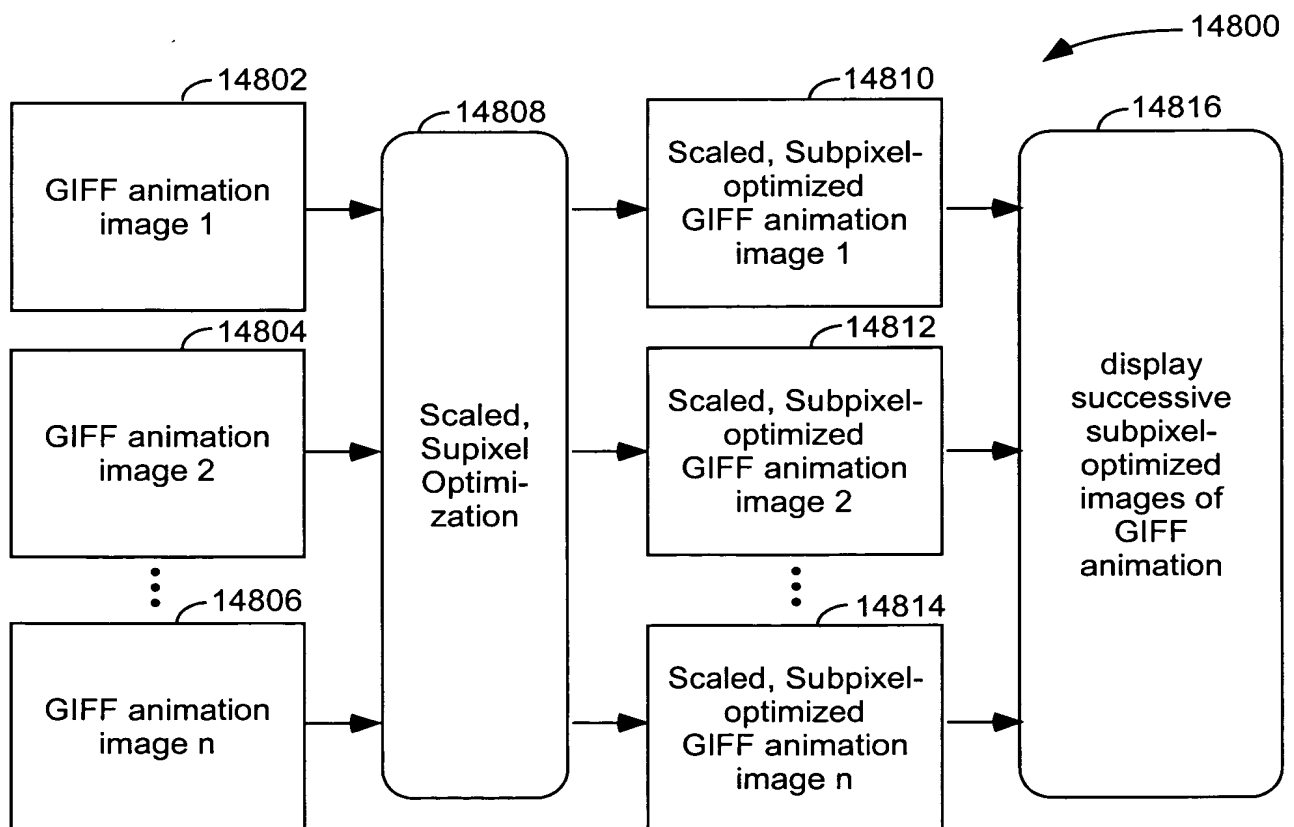 14800
14802
GIFF animation
image 1
14808
Scaled,
Supixel
Optimi-
zation
14810
Scaled, Subpixel-
optimized
GIFF animation
image 1
14816
display
successive
subpixel-
optimized
images of
GIFF
animation
14804
GIFF animation
image 2
14812
Scaled, Subpixel-
optimized
GIFF animation
image 2
14806
GIFF animation
image n
14814
Scaled, Subpixel-
optimized
GIFF animation
image n